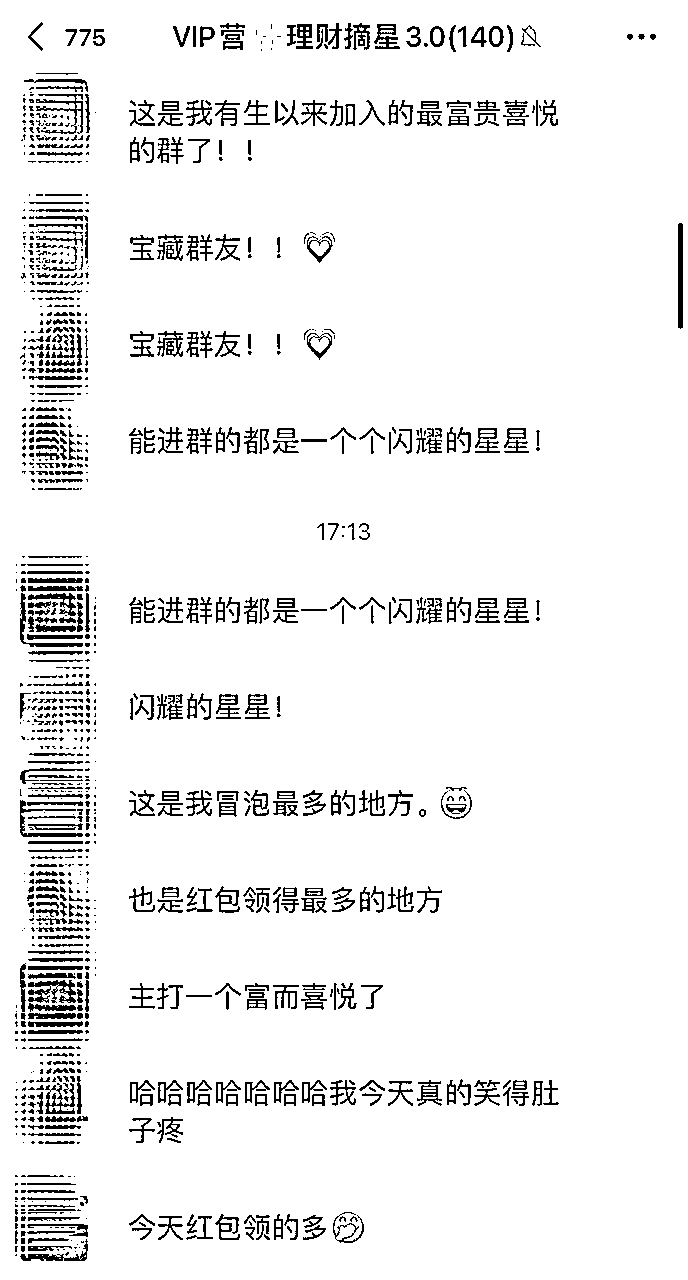 775 VIP营 理财摘星3.0(140)
这是我有生以来加入的最富贵喜悦
的群了！！
宝藏群友！！💗
宝藏群友！！💗
能进群的都是一个个闪耀的星星！
17:13
能进群的都是一个个闪耀的星星！
闪耀的星星！
这是我冒泡最多的地方。😄
也是红包领得最多的地方
主打一个富而喜悦了
哈哈哈哈哈哈哈我今天真的笑得肚
子疼
今天红包领的多🤭